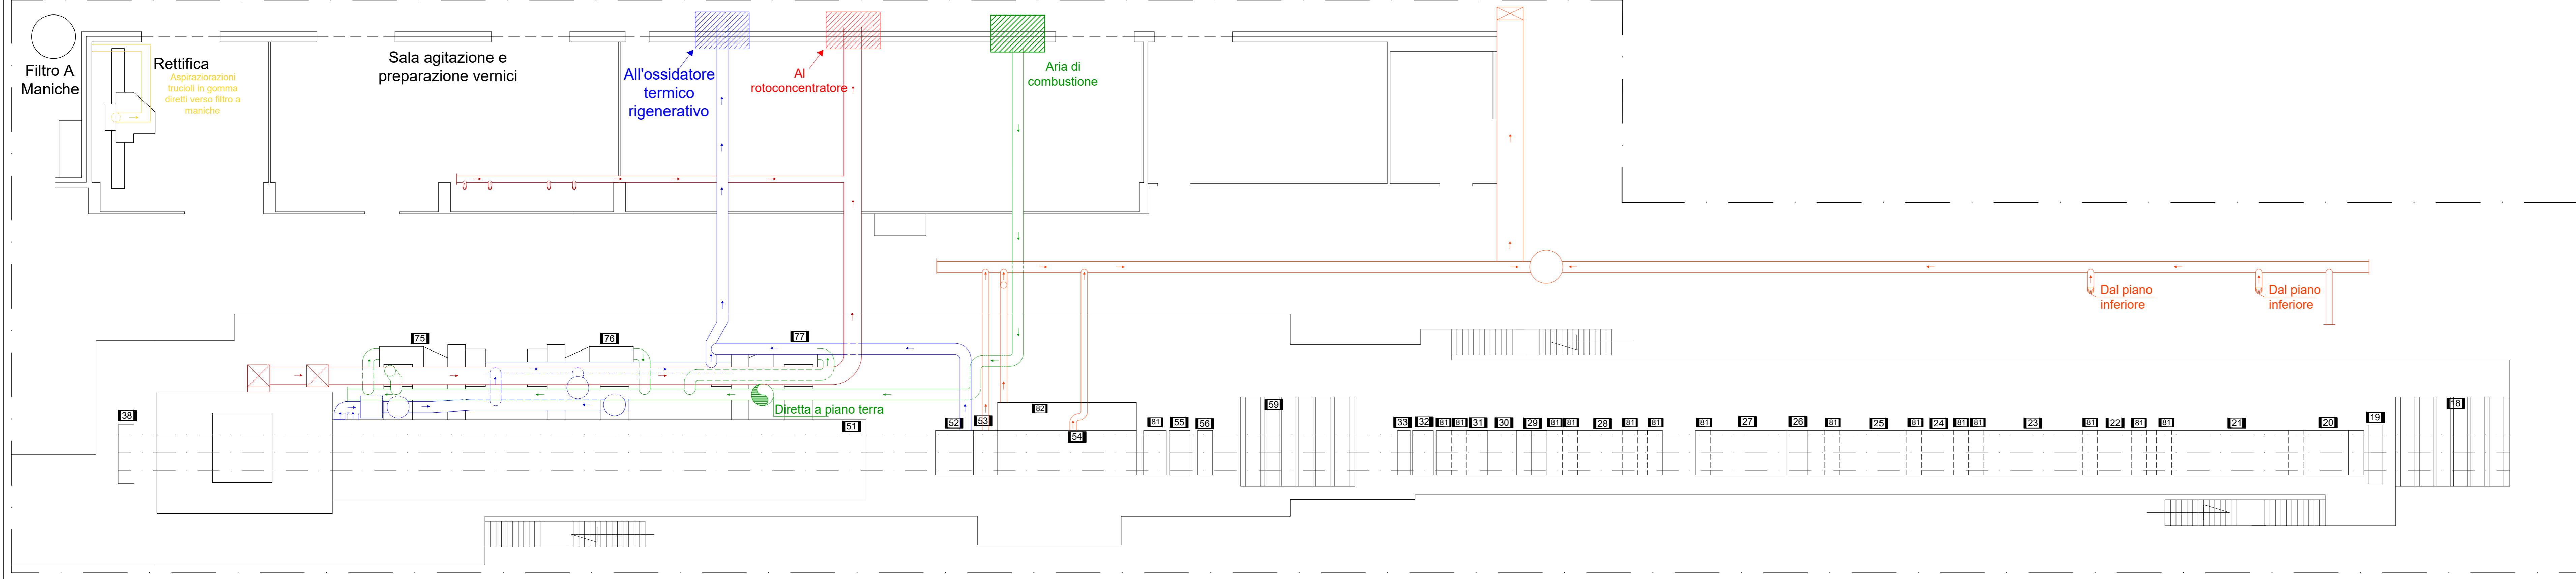 Filtro A
Maniche
Rettifica
Aspiraziorazioni
trucioli in gomma
diretti verso filtro a
maniche
Sala agitazione e
preparazione vernici
All'ossidatore
termico
rigenerativo
Al
rotoconcentratore
Aria di
combustione
Dal piano
inferiore
Dal piano
inferiore
75
76
77
Diretta a piano terra
38
51
52
53
82
54
81
55
56
59
33
32
81
81
31
30
29
81
81
28
81
81
81
27
26
81
25
81
24
81
81
23
81
22
81
81
21
20
19
18